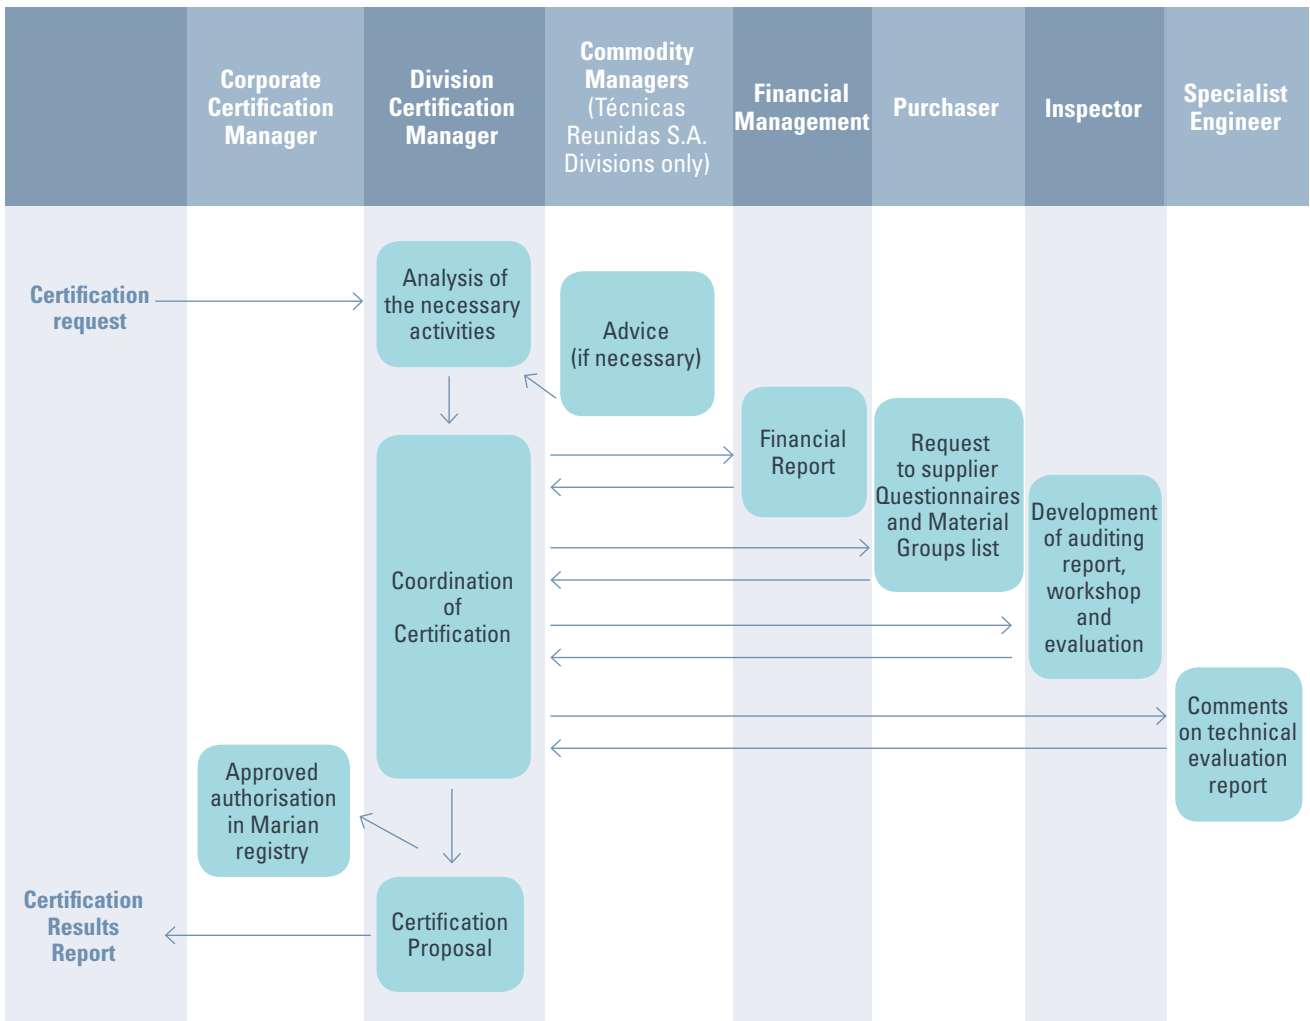 Corporate
Certification
Manager
Division
Certification
Manager
Commodity
Managers
(Técnicas
Reunidas S.A.
Divisions only)
Financial
Management
Purchaser
Inspector
Specialist
Engineer
Certification
request
Analysis of
the necessary
activities
Advice
(if necessary)
Financial
Report
Request
to supplier
Questionnaires
and Material
Groups list
Development
of auditing
report,
workshop
and
evaluation
Coordination
of
Certification
Comments
on technical
evaluation
report
Approved
authorisation
in Marian
registry
Certification
Proposal
Certification
Results
Report